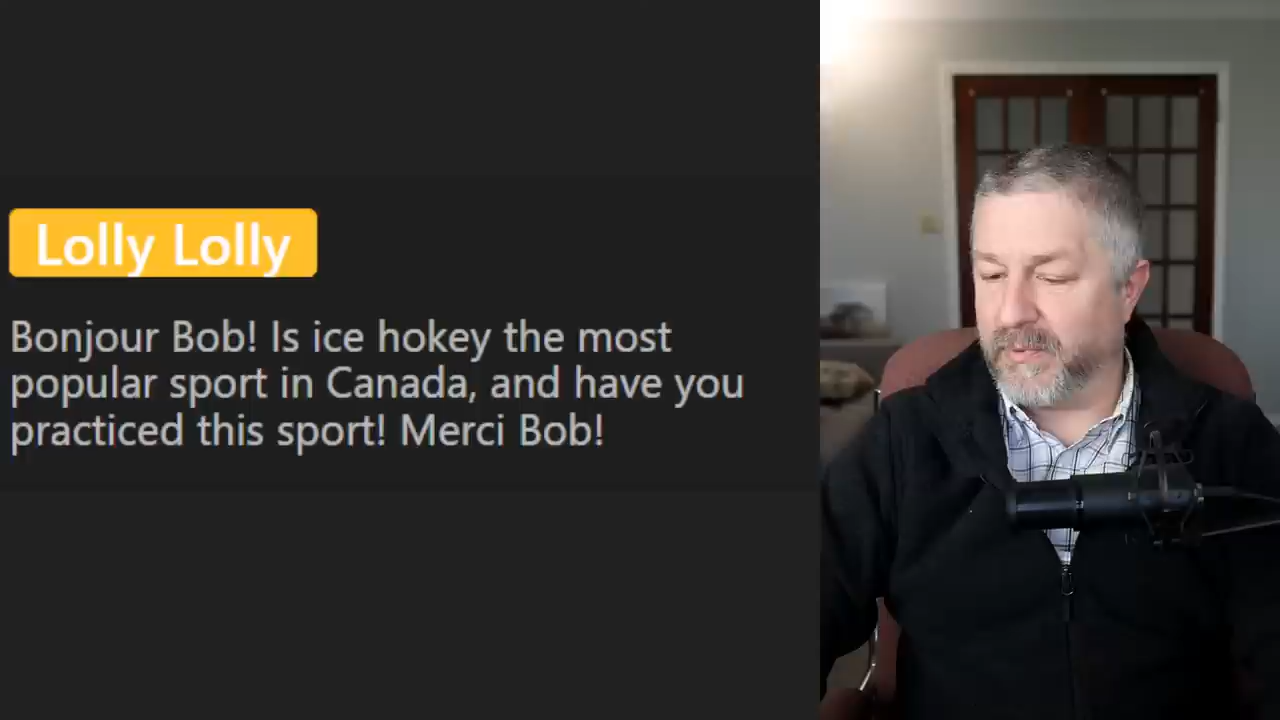 Lolly Lolly
Bonjour Bob! Is ice hokey the most
popular sport in Canada, and have you
practiced this sport! Merci Bob!